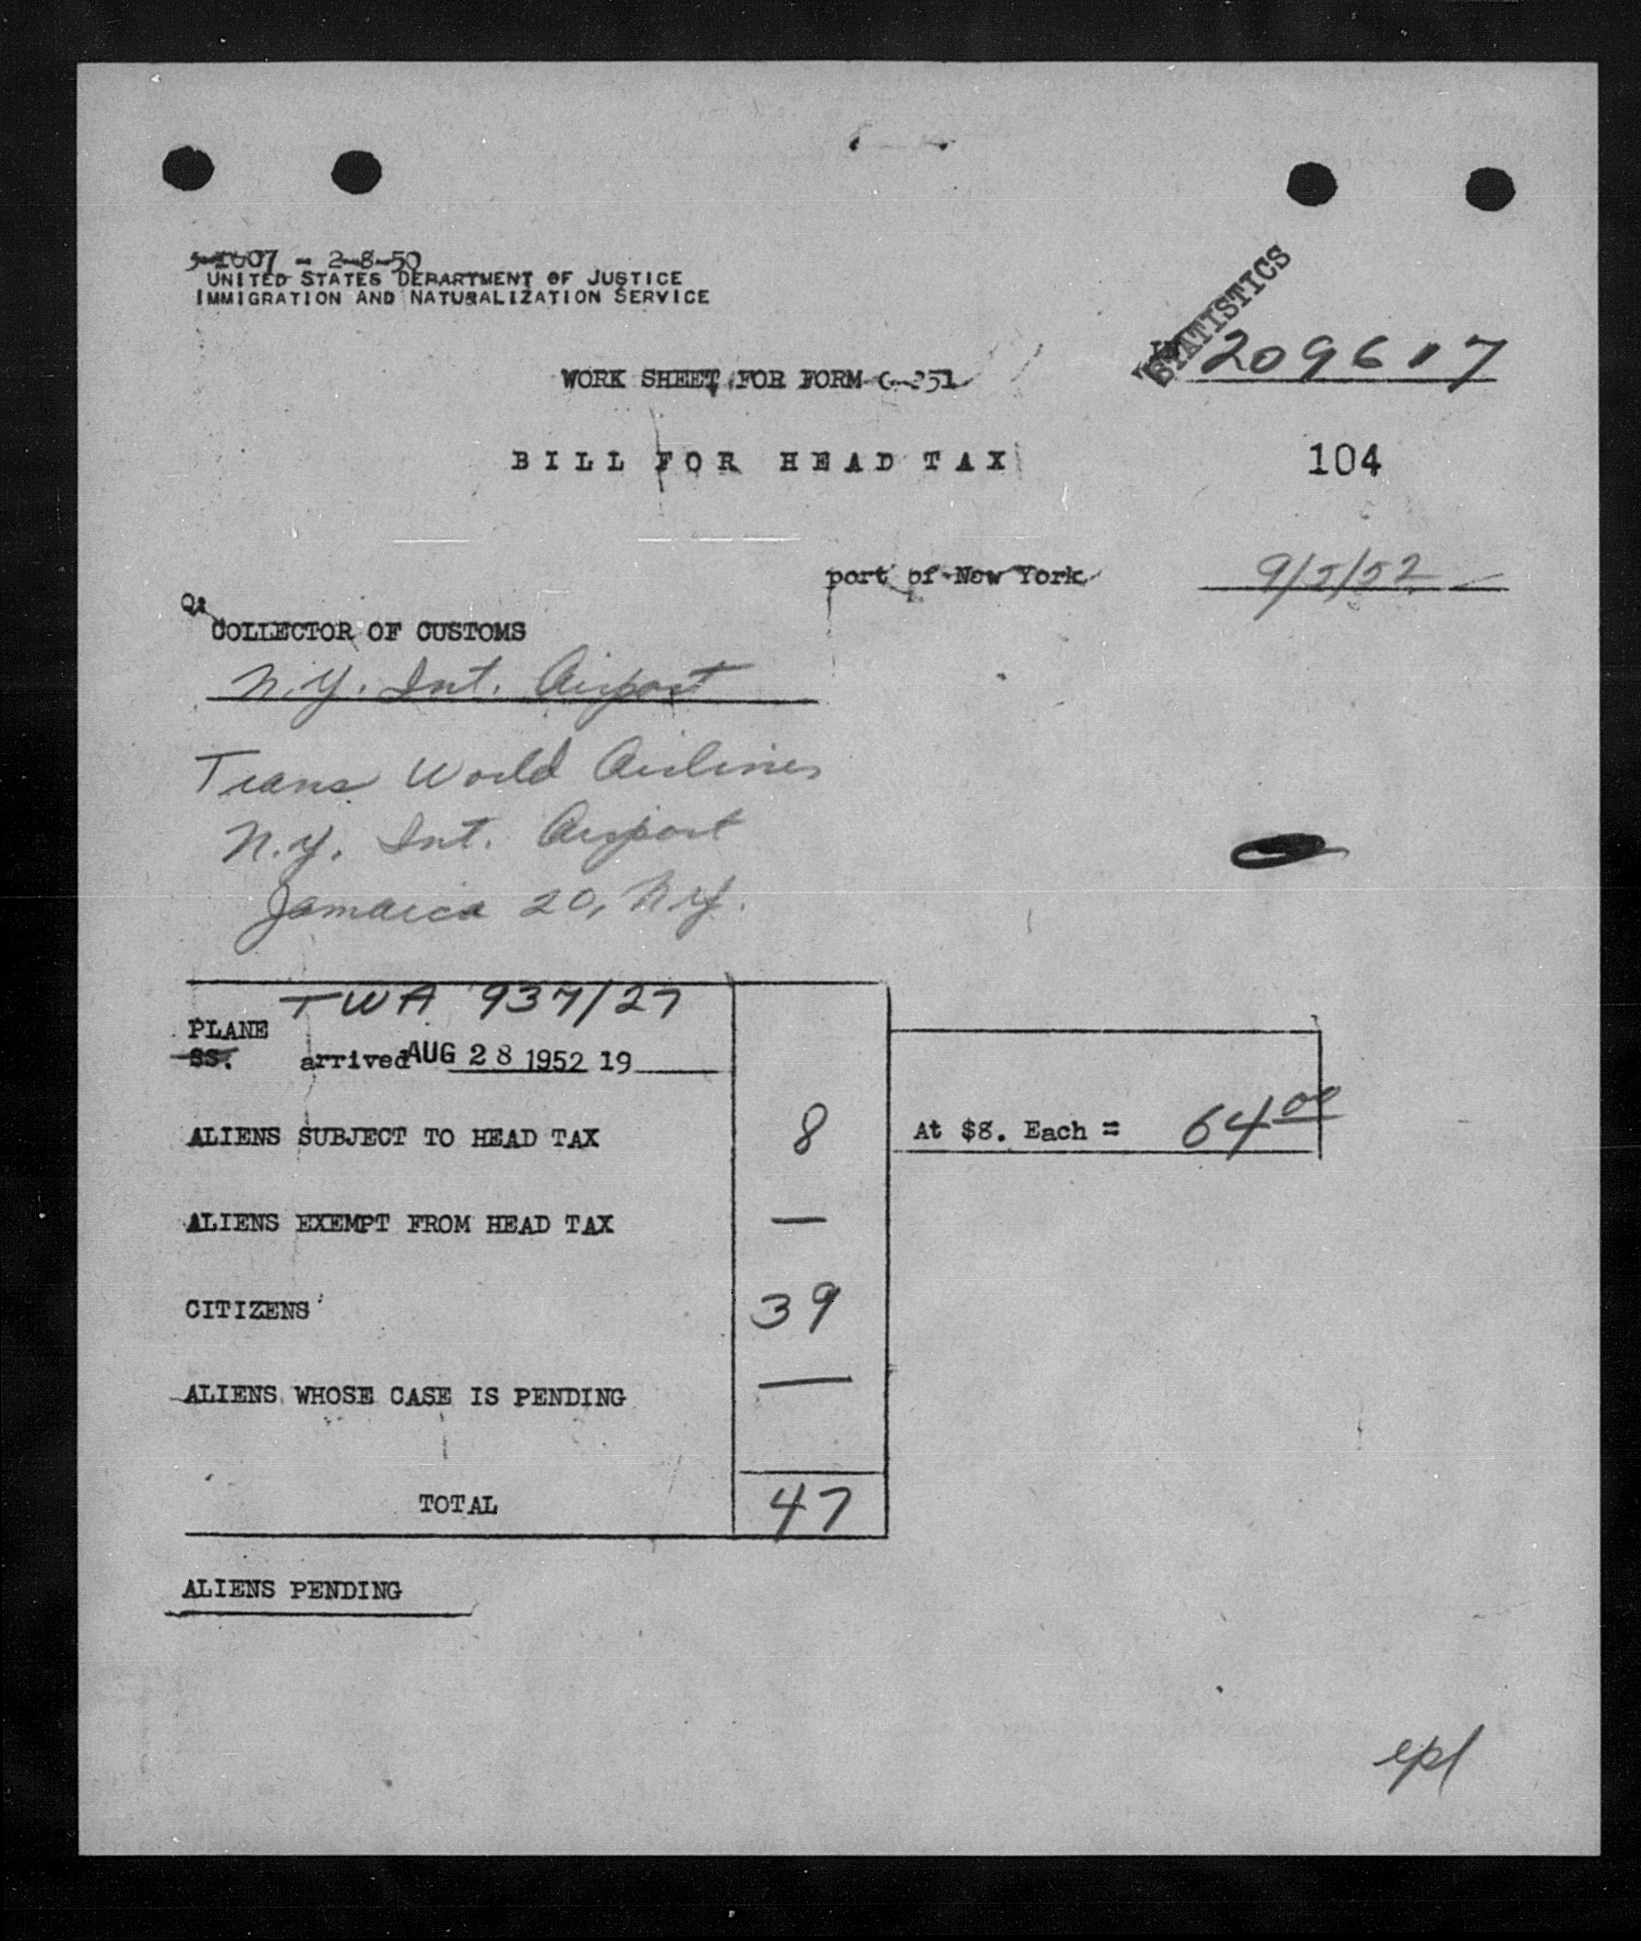 2-8-50
UNITED STATES DEPARTMENT OF JUSTICE
IMMIGRATION AND NATURALIZATION SERVICE
STATISTICS
209617
WORK SHEET FOR FORM
BILL FOR HEAD TAX
104
port of New York
9/5/52
COLLECTOR OF CUSTOMS
N.Y. Int. Airport
Trans World Airlines
N.Y. Int. Airport
Jamaica 20, N.Y.
TWA 937/27
PLANE
SS. arrived AUG 28 1952 19
ALIENS SUBJECT TO HEAD TAX 8 At $8. Each = 64 00
ALIENS EXEMPT FROM HEAD TAX —
CITIZENS 39
ALIENS WHOSE CASE IS PENDING —
TOTAL 47
ALIENS PENDING
epl